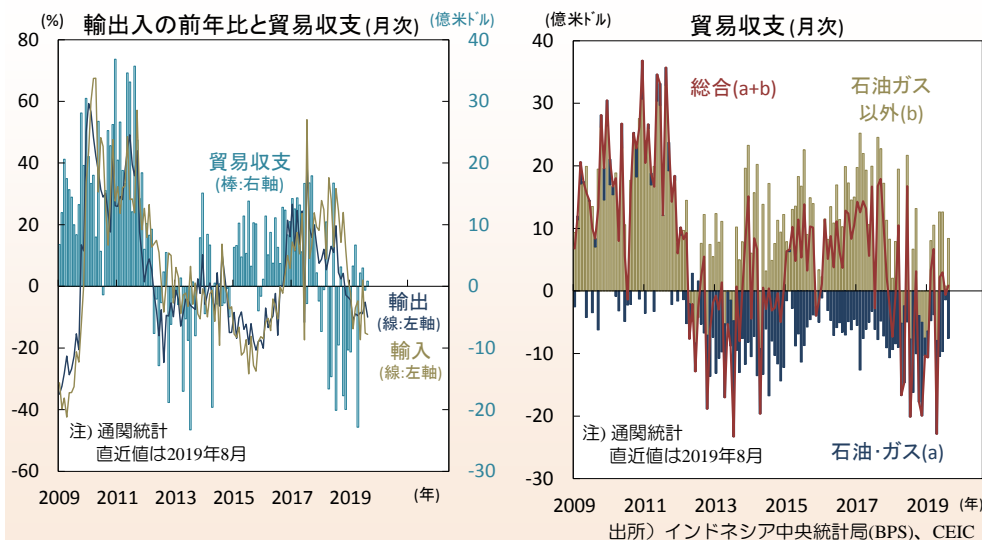 輸出入の前年比と貿易収支(月次)
(%)
(億米ドル)
80
60
40
20
0
-20
-40
-60
40
30
20
10
0
-10
-20
-30
貿易収支
(棒:右軸)
輸出
(線:左軸)
輸入
(線:左軸)
注) 通関統計
直近値は2019年8月
2009 2011 2013 2015 2017 2019 (年)
貿易収支(月次)
(億米ドル)
40
30
20
10
0
-10
-20
-30
総合(a+b)
石油ガス
以外(b)
注) 通関統計
直近値は2019年8月
石油・ガス(a)
2009 2011 2013 2015 2017 2019 (年)
出所）インドネシア中央統計局(BPS)、CEIC